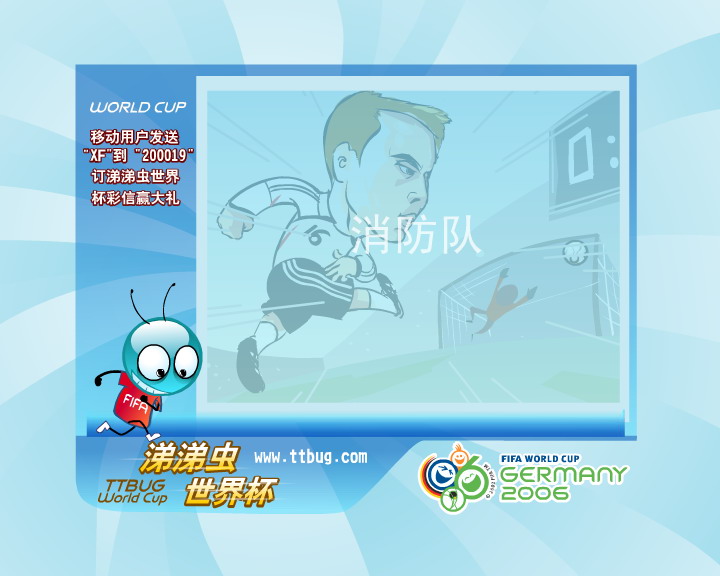 WORLD CUP
移动用户发送
"XF"到 "200019"
订涕涕虫世界
杯彩信赢大礼
消防队
6
0
FIFA
涕涕虫
世界杯
www.ttbug.com
TTBUG
World Cup
FIFA WORLD CUP
GERMANY
2006